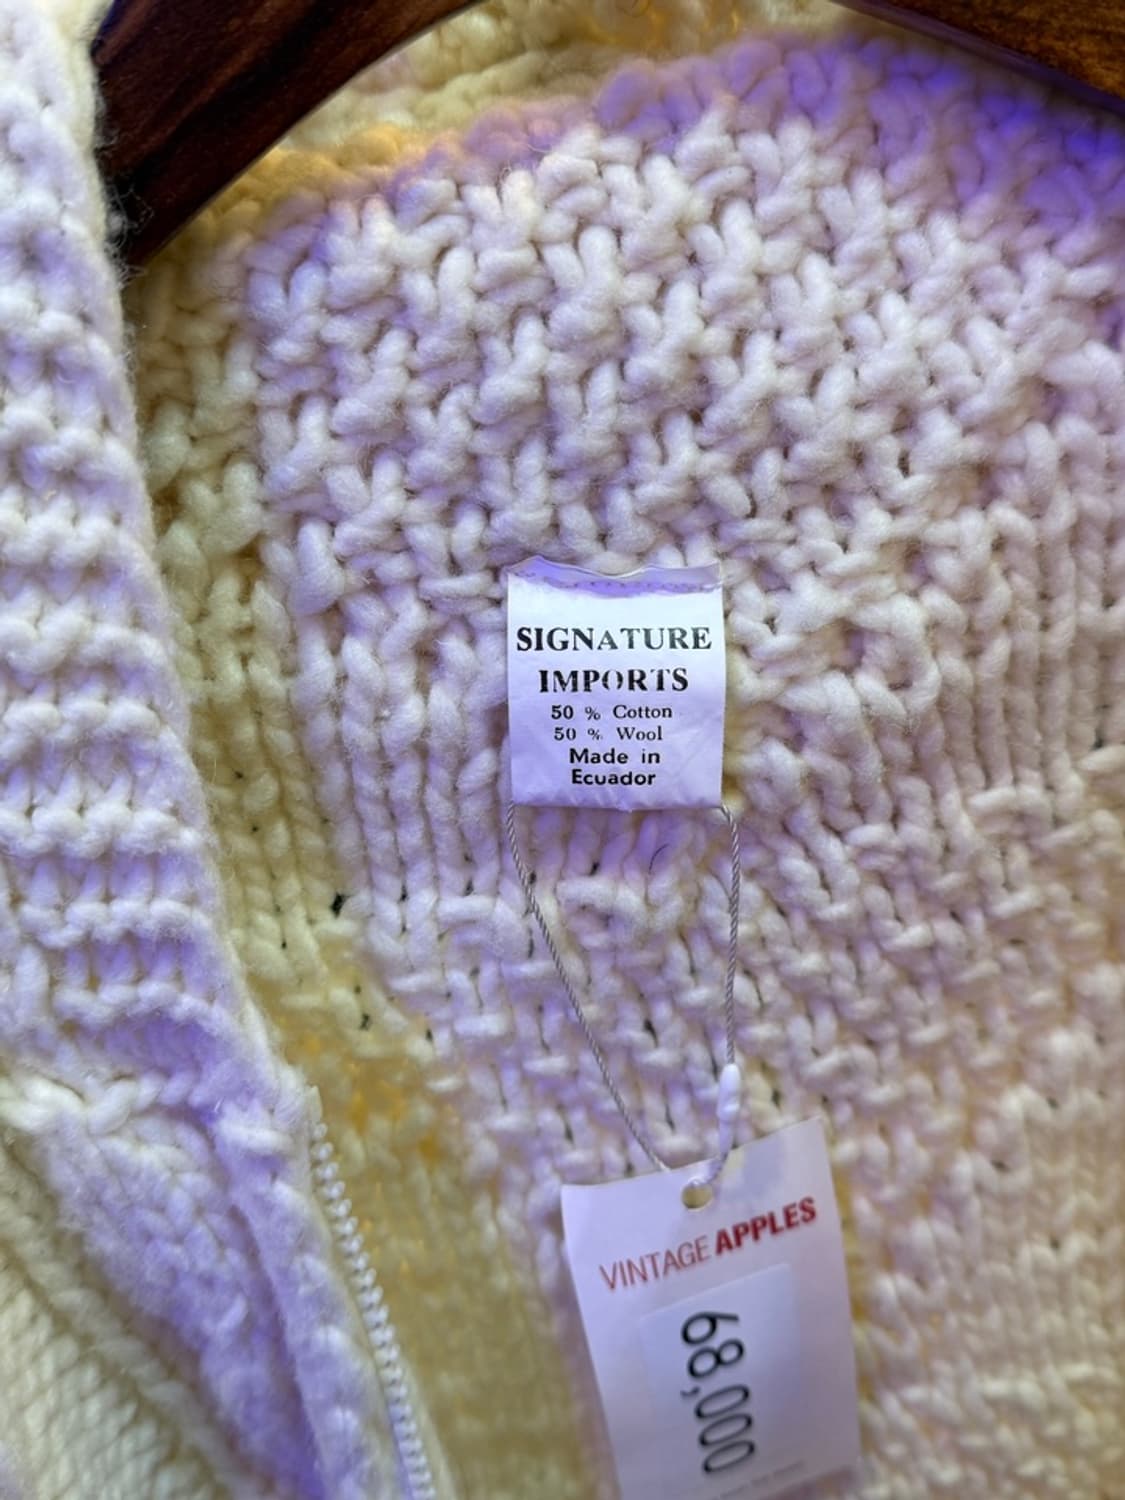 SIGNATURE
IMPORTS
50 % Cotton
50 % Wool
Made in
Ecuador
VINTAGE APPLES
68,000